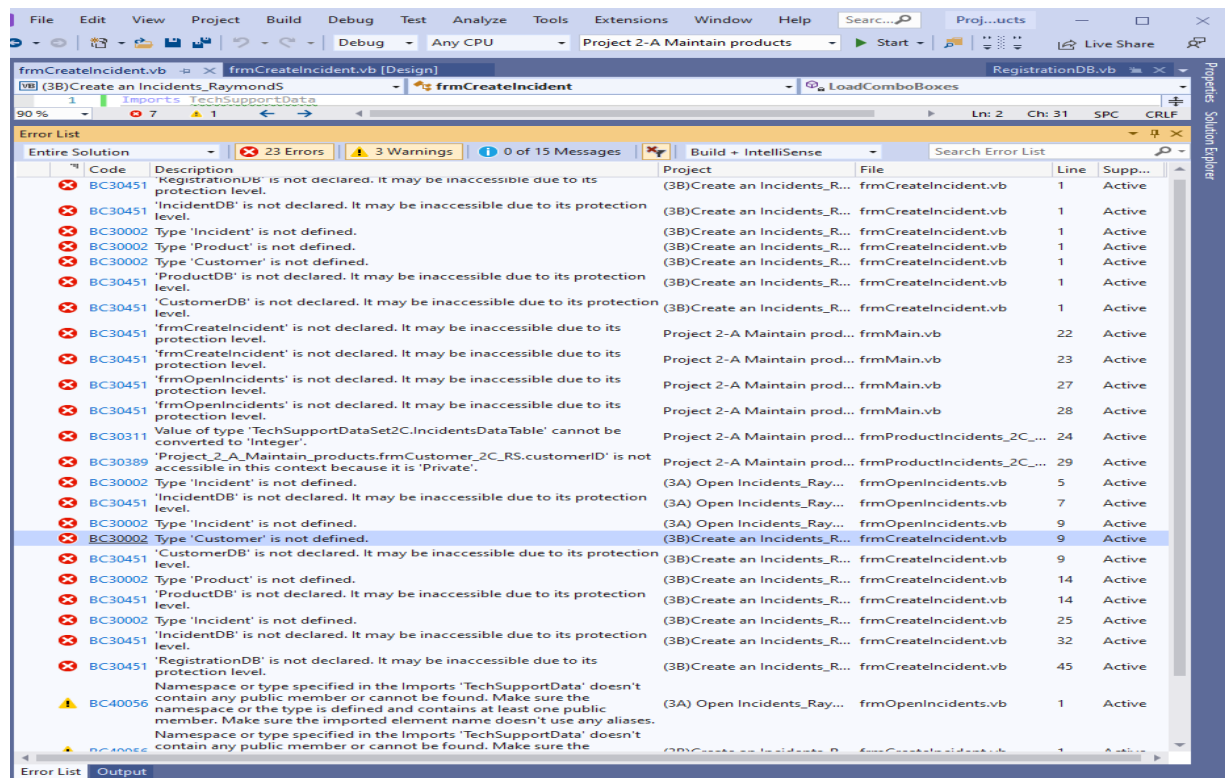 File Edit View Project Build Debug Test Analyze Tools Extensions Window Help Searc... Proj...ucts
Debug Any CPU Project 2-A Maintain products Start Live Share
frmCreateIncident.vb frmCreateIncident.vb [Design] RegistrationDB.vb
VB (3B)Create an Incidents_RaymondS frmCreateIncident LoadComboBoxes
1 Imports TechSupportData
90 % 7 1 Ln: 2 Ch: 31 SPC CRLF
Error List
Entire Solution 23 Errors 3 Warnings 0 of 15 Messages Build + IntelliSense Search Error List
Code Description Project File Line Supp...
BC30451 'RegistrationDB' is not declared. It may be inaccessible due to its
protection level. (3B)Create an Incidents_R... frmCreateIncident.vb 1 Active
BC30451 'IncidentDB' is not declared. It may be inaccessible due to its protection
level. (3B)Create an Incidents_R... frmCreateIncident.vb 1 Active
BC30002 Type 'Incident' is not defined. (3B)Create an Incidents_R... frmCreateIncident.vb 1 Active
BC30002 Type 'Product' is not defined. (3B)Create an Incidents_R... frmCreateIncident.vb 1 Active
BC30002 Type 'Customer' is not defined. (3B)Create an Incidents_R... frmCreateIncident.vb 1 Active
BC30451 'ProductDB' is not declared. It may be inaccessible due to its protection
level. (3B)Create an Incidents_R... frmCreateIncident.vb 1 Active
BC30451 'CustomerDB' is not declared. It may be inaccessible due to its protection
level. (3B)Create an Incidents_R... frmCreateIncident.vb 1 Active
BC30451 'frmCreateIncident' is not declared. It may be inaccessible due to its
protection level. Project 2-A Maintain prod... frmMain.vb 22 Active
BC30451 'frmCreateIncident' is not declared. It may be inaccessible due to its
protection level. Project 2-A Maintain prod... frmMain.vb 23 Active
BC30451 'frmOpenIncidents' is not declared. It may be inaccessible due to its
protection level. Project 2-A Maintain prod... frmMain.vb 27 Active
BC30451 'frmOpenIncidents' is not declared. It may be inaccessible due to its
protection level. Project 2-A Maintain prod... frmMain.vb 28 Active
BC30311 Value of type 'TechSupportDataSet2C.IncidentsDataTable' cannot be
converted to 'Integer'. Project 2-A Maintain prod... frmProductIncidents_2C_... 24 Active
BC30389 'Project_2_A_Maintain_products.frmCustomer_2C_RS.customerID' is not
accessible in this context because it is 'Private'. Project 2-A Maintain prod... frmProductIncidents_2C_... 29 Active
BC30002 Type 'Incident' is not defined. (3A) Open Incidents_Ray... frmOpenIncidents.vb 5 Active
BC30451 'IncidentDB' is not declared. It may be inaccessible due to its protection
level. (3A) Open Incidents_Ray... frmOpenIncidents.vb 7 Active
BC30002 Type 'Incident' is not defined. (3A) Open Incidents_Ray... frmOpenIncidents.vb 9 Active
BC30002 Type 'Customer' is not defined. (3B)Create an Incidents_R... frmCreateIncident.vb 9 Active
BC30451 'CustomerDB' is not declared. It may be inaccessible due to its protection
level. (3B)Create an Incidents_R... frmCreateIncident.vb 9 Active
BC30002 Type 'Product' is not defined. (3B)Create an Incidents_R... frmCreateIncident.vb 14 Active
BC30451 'ProductDB' is not declared. It may be inaccessible due to its protection
level. (3B)Create an Incidents_R... frmCreateIncident.vb 14 Active
BC30002 Type 'Incident' is not defined. (3B)Create an Incidents_R... frmCreateIncident.vb 25 Active
BC30451 'IncidentDB' is not declared. It may be inaccessible due to its protection
level. (3B)Create an Incidents_R... frmCreateIncident.vb 32 Active
BC30451 'RegistrationDB' is not declared. It may be inaccessible due to its
protection level. (3B)Create an Incidents_R... frmCreateIncident.vb 45 Active
Namespace or type specified in the Imports 'TechSupportData' doesn't
contain any public member or cannot be found. Make sure the
BC40056 namespace or the type is defined and contains at least one public (3A) Open Incidents_Ray... frmOpenIncidents.vb 1 Active
member. Make sure the imported element name doesn't use any aliases.
Namespace or type specified in the Imports 'TechSupportData' doesn't
contain any public member or cannot be found. Make sure the
Error List Output
Properties
Solution Explorer